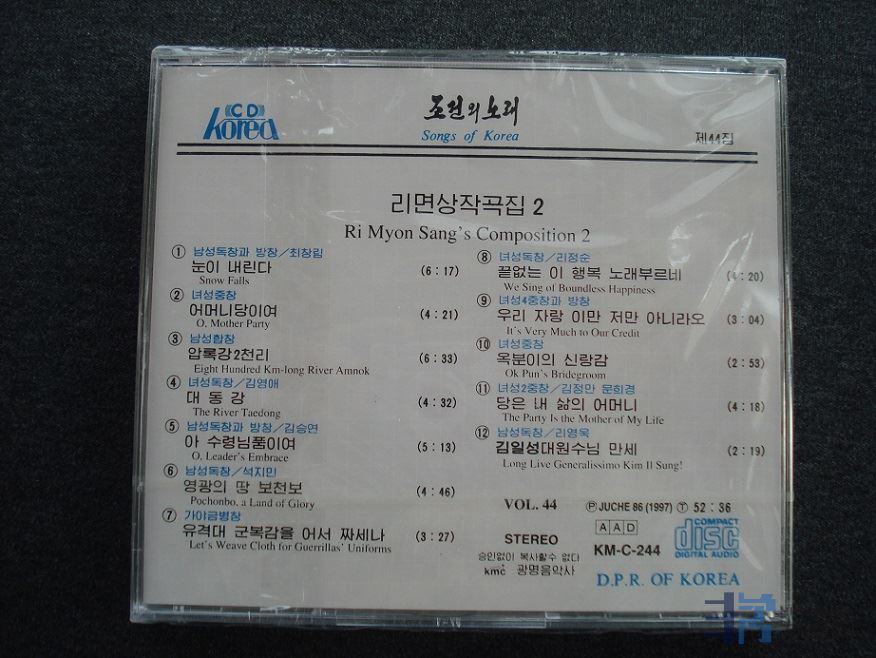 CD
Korea
조선의 노래
Songs of Korea
제44집
리면상작곡집 2
Ri Myon Sang's Composition 2
① 남성독창과 방창/최창림
눈이 내린다 (6:17)
Snow Falls
② 녀성중창
어머니당이여 (4:21)
O, Mother Party
③ 남성합창
압록강2천리 (6:33)
Eight Hundred Km-long River Amnok
④ 녀성독창/김영애
대 동 강 (4:32)
The River Taedong
⑤ 남성독창과 방창/김승연
아 수령님품이여 (5:13)
O, Leader's Embrace
⑥ 남성독창/석지민
영광의 땅 보천보 (4:46)
Pochonbo, a Land of Glory
⑦ 가야금병창
유격대 군복감을 어서 짜세나 (3:27)
Let's Weave Cloth for Guerrillas' Uniforms
⑧ 녀성독창/리정순
끝없는 이 행복 노래부르네 (4:20)
We Sing of Boundless Happiness
⑨ 녀성4중창과 방창
우리 자랑 이만 저만 아니라오 (3:04)
It's Very Much to Our Credit
⑩ 녀성중창
옥분이의 신랑감 (2:53)
Ok Pun's Bridegroom
⑪ 녀성2중창/김정만 문희경
당은 내 삶의 어머니 (4:18)
The Party Is the Mother of My Life
⑫ 남성독창/리영욱
김일성대원수님 만세 (2:19)
Long Live Generalissimo Kim Il Sung!
VOL. 44 ⓟ JUCHE 86 (1997) Ⓣ 52:36
AAD
STEREO KM-C-244
COMPACT
disc
DIGITAL AUDIO
승인없이 복사할수 없다
kmc 광명음악사
D.P.R. OF KOREA